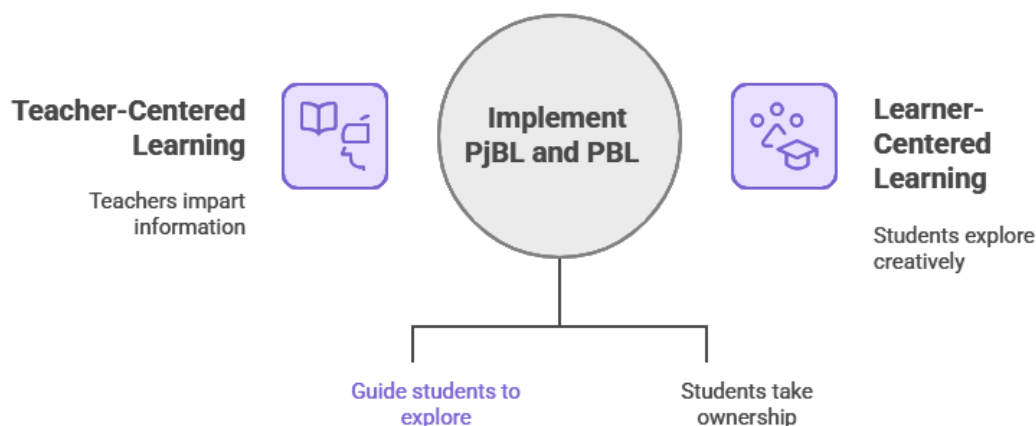 Teacher-Centered
Learning
Teachers impart
information
Implement
PjBL and PBL
Learner-
Centered
Learning
Students explore
creatively
Guide students to
explore
Students take
ownership